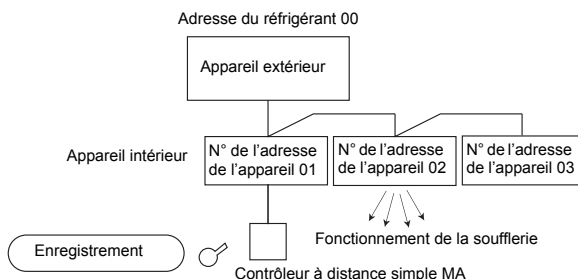 Adresse du réfrigérant 00
Appareil extérieur
Appareil intérieur
N° de l'adresse
de l'appareil 01
N° de l'adresse
de l'appareil 02
N° de l'adresse
de l'appareil 03
Fonctionnement de la soufflerie
Enregistrement
Contrôleur à distance simple MA